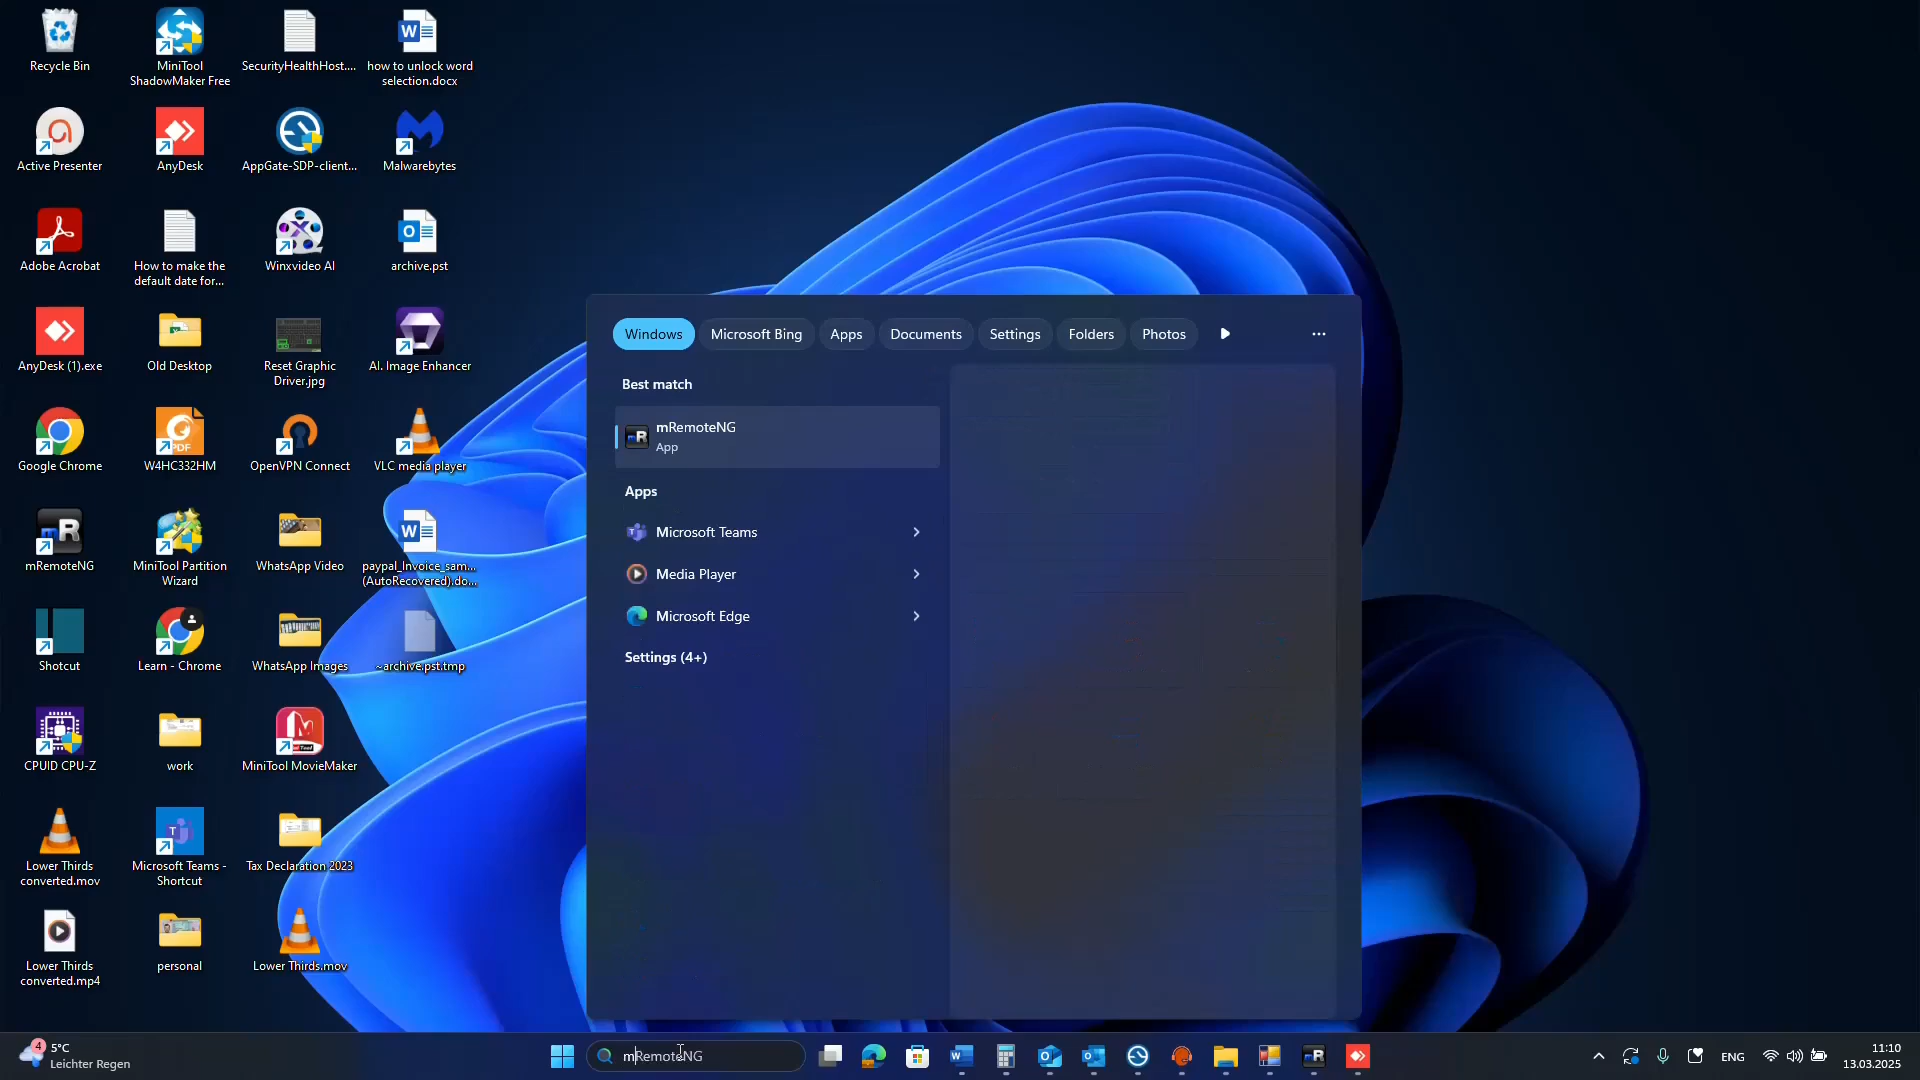 Recycle Bin
MiniTool
ShadowMaker Free
SecurityHealthHost....
how to unlock word
selection.docx
Active Presenter
AnyDesk
AppGate-SDP-client...
Malwarebytes
Adobe Acrobat
How to make the
default date for...
Winxvideo AI
archive.pst
AnyDesk (1).exe
Old Desktop
Reset Graphic
Driver.jpg
AI. Image Enhancer
PDF
Google Chrome
W4HC332HM
OpenVPN Connect
VLC media player
mR
mRemoteNG
MiniTool Partition
Wizard
WhatsApp Video
paypal_Invoice_sam...
(AutoRecovered).do...
Shotcut
Learn - Chrome
WhatsApp Images
~archive.pst.tmp
CPUID CPU-Z
work
MiniTool MovieMaker
Lower Thirds
converted.mov
Microsoft Teams -
Shortcut
Tax Declaration 2023
Lower Thirds
converted.mp4
personal
Lower Thirds.mov
Windows
Microsoft Bing
Apps
Documents
Settings
Folders
Photos
Best match
mR
mRemoteNG
App
Apps
Microsoft Teams
Media Player
Microsoft Edge
Settings (4+)
4
5°C
Leichter Regen
mRemoteNG
mR
ENG
11:10
13.03.2025